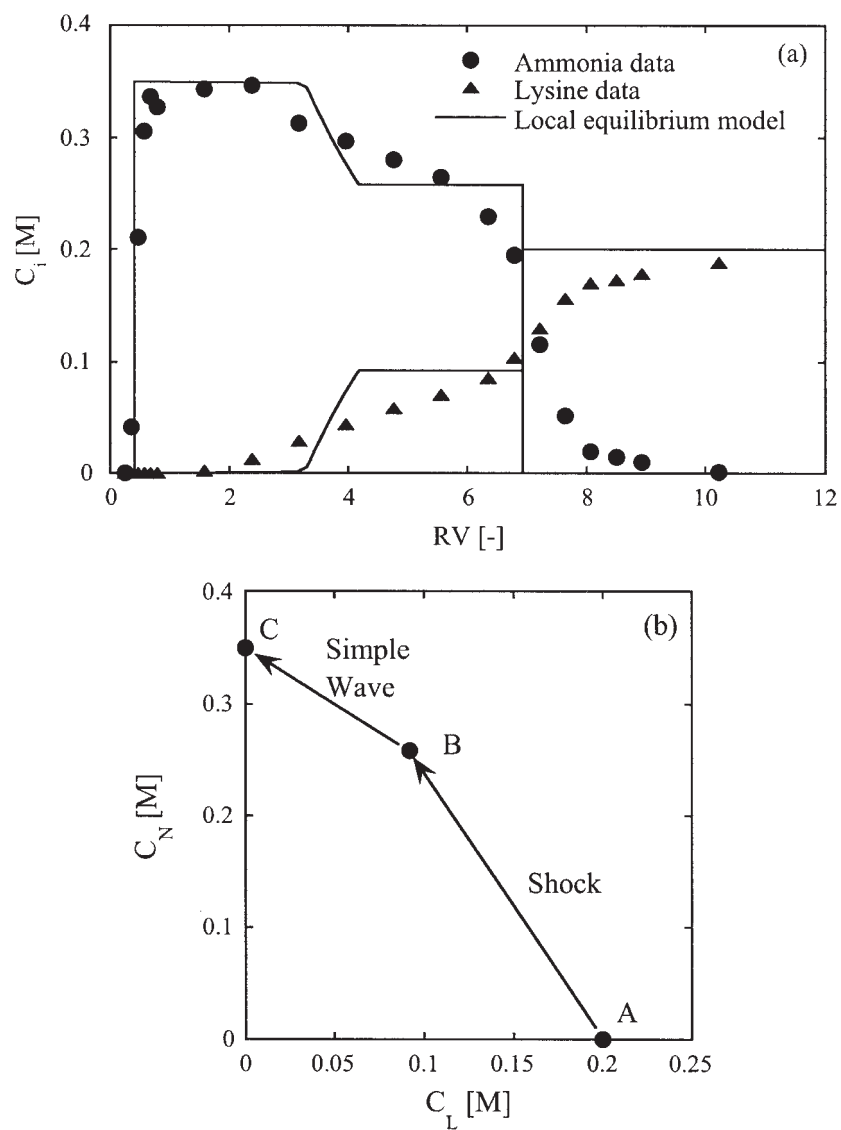 0.4
(a)
Ammonia data
Lysine data
Local equilibrium model
0.3
0.2
0.1
0
C_i [M]
0 2 4 6 8 10 12
RV [-]
0.4
(b)
C
Simple
Wave
0.3
B
0.2
Shock
0.1
A
0
C_N [M]
0 0.05 0.1 0.15 0.2 0.25
C_L [M]